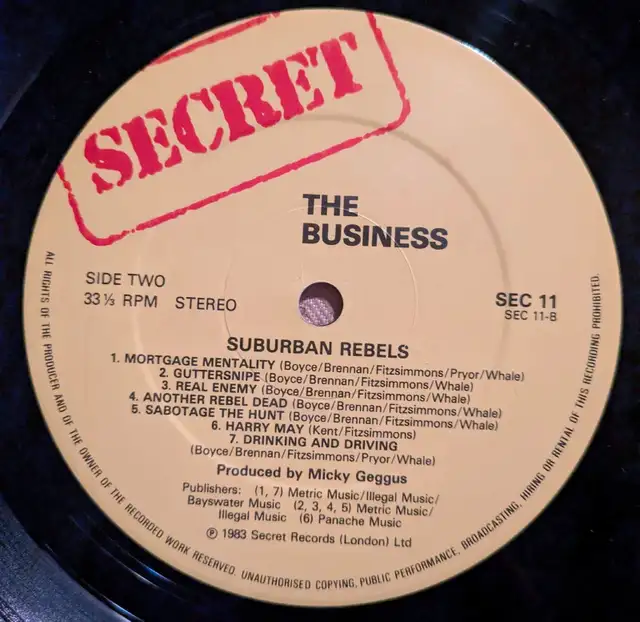 SECRET
THE
BUSINESS
SIDE TWO
33 ⅓ RPM STEREO
SEC 11
SEC 11-B
SUBURBAN REBELS
1. MORTGAGE MENTALITY (Boyce/Brennan/Fitzsimmons/Pryor/Whale)
2. GUTTERSNIPE (Boyce/Brennan/Fitzsimmons/Whale)
3. REAL ENEMY (Boyce/Brennan/Fitzsimmons/Whale)
4. ANOTHER REBEL DEAD (Boyce/Brennan/Fitzsimmons/Whale)
5. SABOTAGE THE HUNT (Boyce/Brennan/Fitzsimmons/Whale)
6. HARRY MAY (Kent/Fitzsimmons)
7. DRINKING AND DRIVING
(Boyce/Brennan/Fitzsimmons/Pryor/Whale)
Produced by Micky Geggus
Publishers: (1, 7) Metric Music/Illegal Music/
Bayswater Music (2, 3, 4, 5) Metric Music/
Illegal Music (6) Panache Music
℗ 1983 Secret Records (London) Ltd
ALL RIGHTS OF THE PRODUCER AND OF THE OWNER OF THE RECORDED WORK RESERVED. UNAUTHORISED COPYING, PUBLIC PERFORMANCE, BROADCASTING, HIRING OR RENTAL OF THIS RECORDING PROHIBITED.